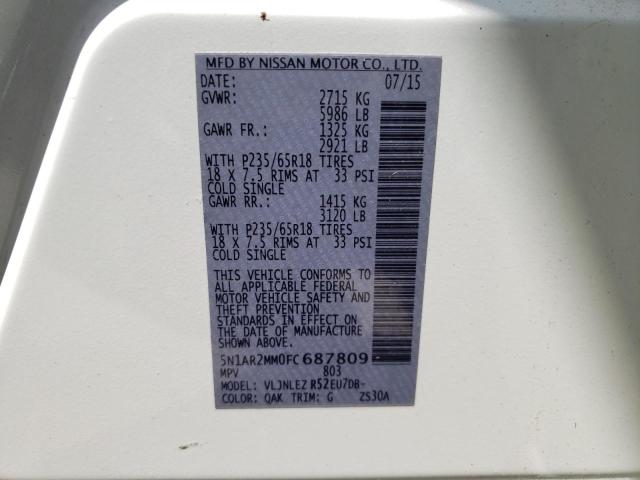 MFD BY NISSAN MOTOR CO., LTD.
DATE: 07/15
GVWR: 2715 KG
5986 LB
GAWR FR.: 1325 KG
2921 LB
WITH P235/65R18 TIRES
18 X 7.5 RIMS AT 33 PSI
COLD SINGLE
GAWR RR.: 1415 KG
3120 LB
WITH P235/65R18 TIRES
18 X 7.5 RIMS AT 33 PSI
COLD SINGLE
THIS VEHICLE CONFORMS TO
ALL APPLICABLE FEDERAL
MOTOR VEHICLE SAFETY AND
THEFT PREVENTION
STANDARDS IN EFFECT ON
THE DATE OF MANUFACTURE
SHOWN ABOVE.
5N1AR2MM0FC687809
MPV 803
MODEL: VLJNLEZ R52EU7DB-
COLOR: QAK TRIM: G ZS30A